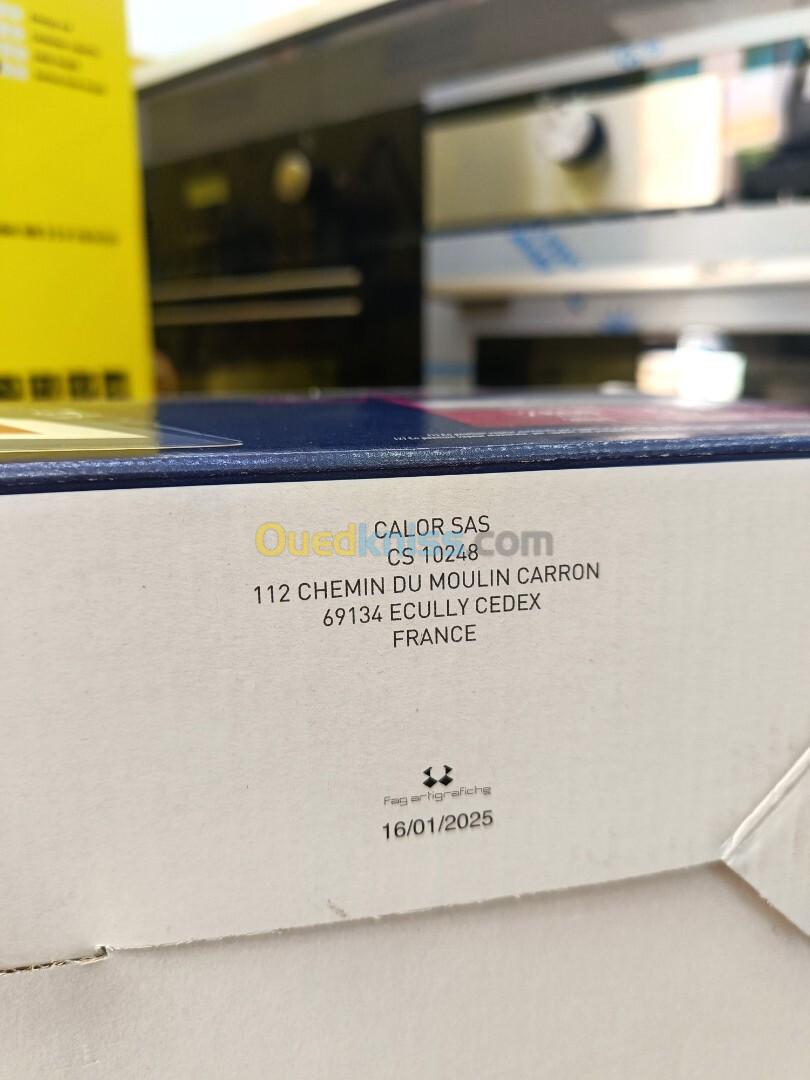 CALOR SAS
Ouedkniss.com
CS 10248
112 CHEMIN DU MOULIN CARRON
69134 ECULLY CEDEX
FRANCE
fag artigrafiche
16/01/2025